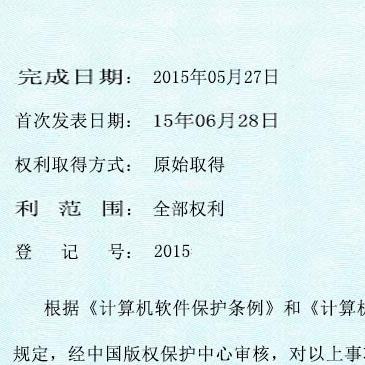 完成日期： 2015年05月27日
首次发表日期： 15年06月28日
权利取得方式： 原始取得
利 范 围： 全部权利
登 记 号： 2015
根据《计算机软件保护条例》和《计算机
规定，经中国版权保护中心审核，对以上事